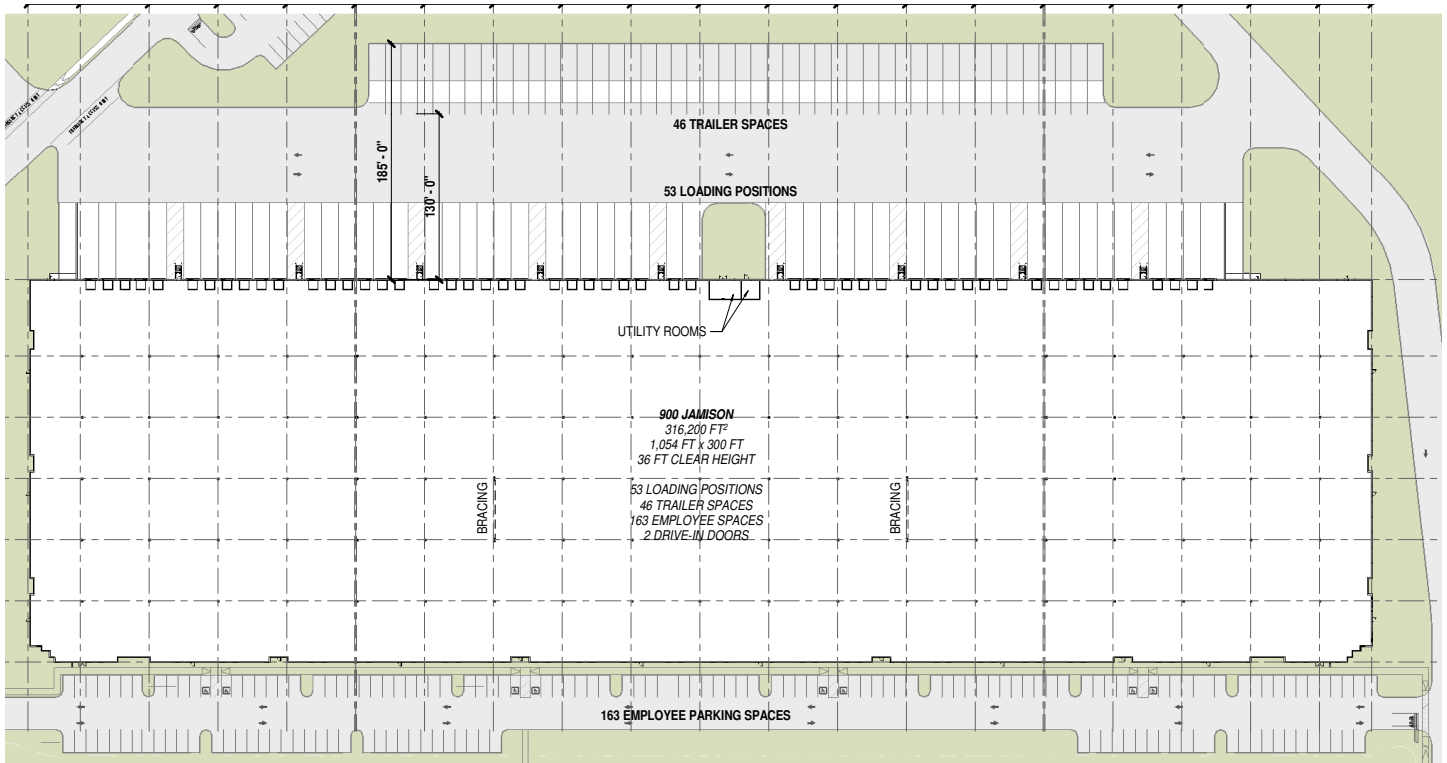 46 TRAILER SPACES
185' - 0"
130' - 0"
53 LOADING POSITIONS
UTILITY ROOMS
900 JAMISON
316,200 FT²
1,054 FT x 300 FT
36 FT CLEAR HEIGHT
53 LOADING POSITIONS
46 TRAILER SPACES
163 EMPLOYEE SPACES
2 DRIVE-IN DOORS
BRACING
BRACING
163 EMPLOYEE PARKING SPACES